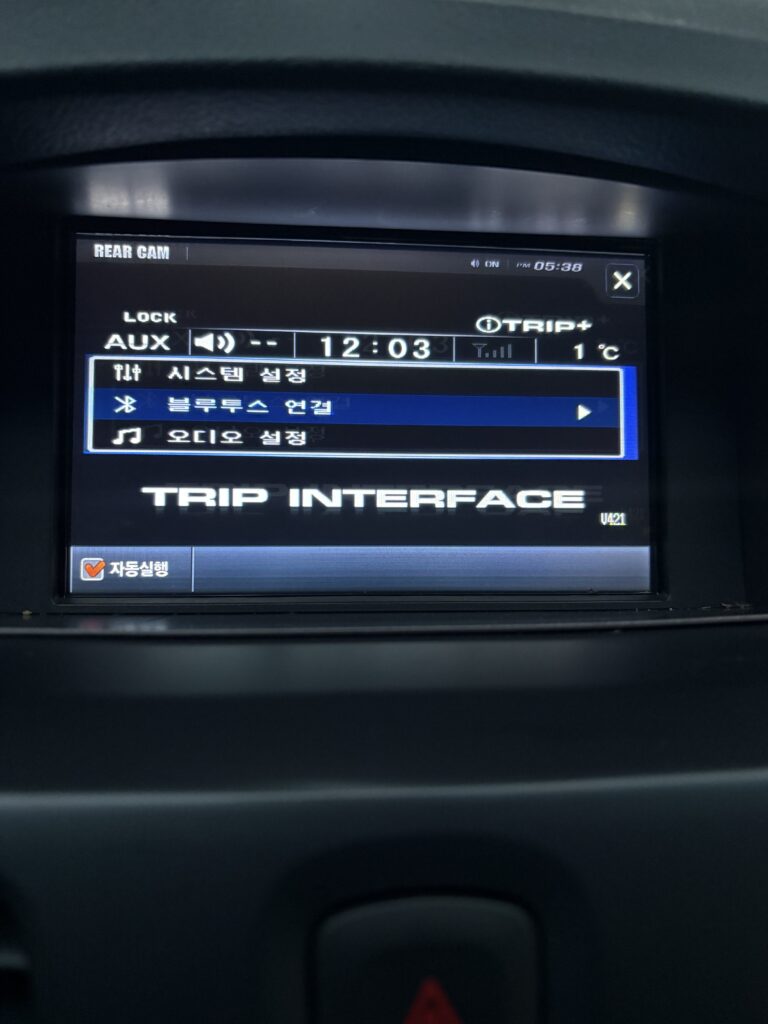 REAR CAM ON PM 05:38 X
LOCK
TRIP+
AUX -- 12:03 1 ℃
시스템 설정
블루투스 연결
오디오 설정
TRIP INTERFACE
V421
자동실행